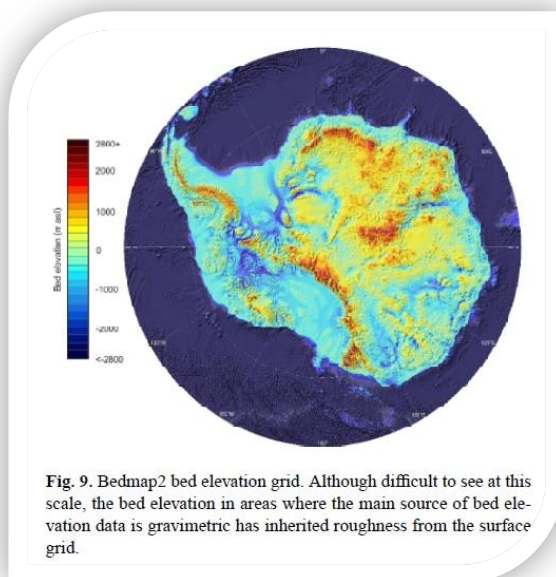 2800+
2000
1000
0
-1000
-2000
<-2800
Bed elevation (m asl)
Fig. 9. Bedmap2 bed elevation grid. Although difficult to see at this
scale, the bed elevation in areas where the main source of bed ele-
vation data is gravimetric has inherited roughness from the surface
grid.